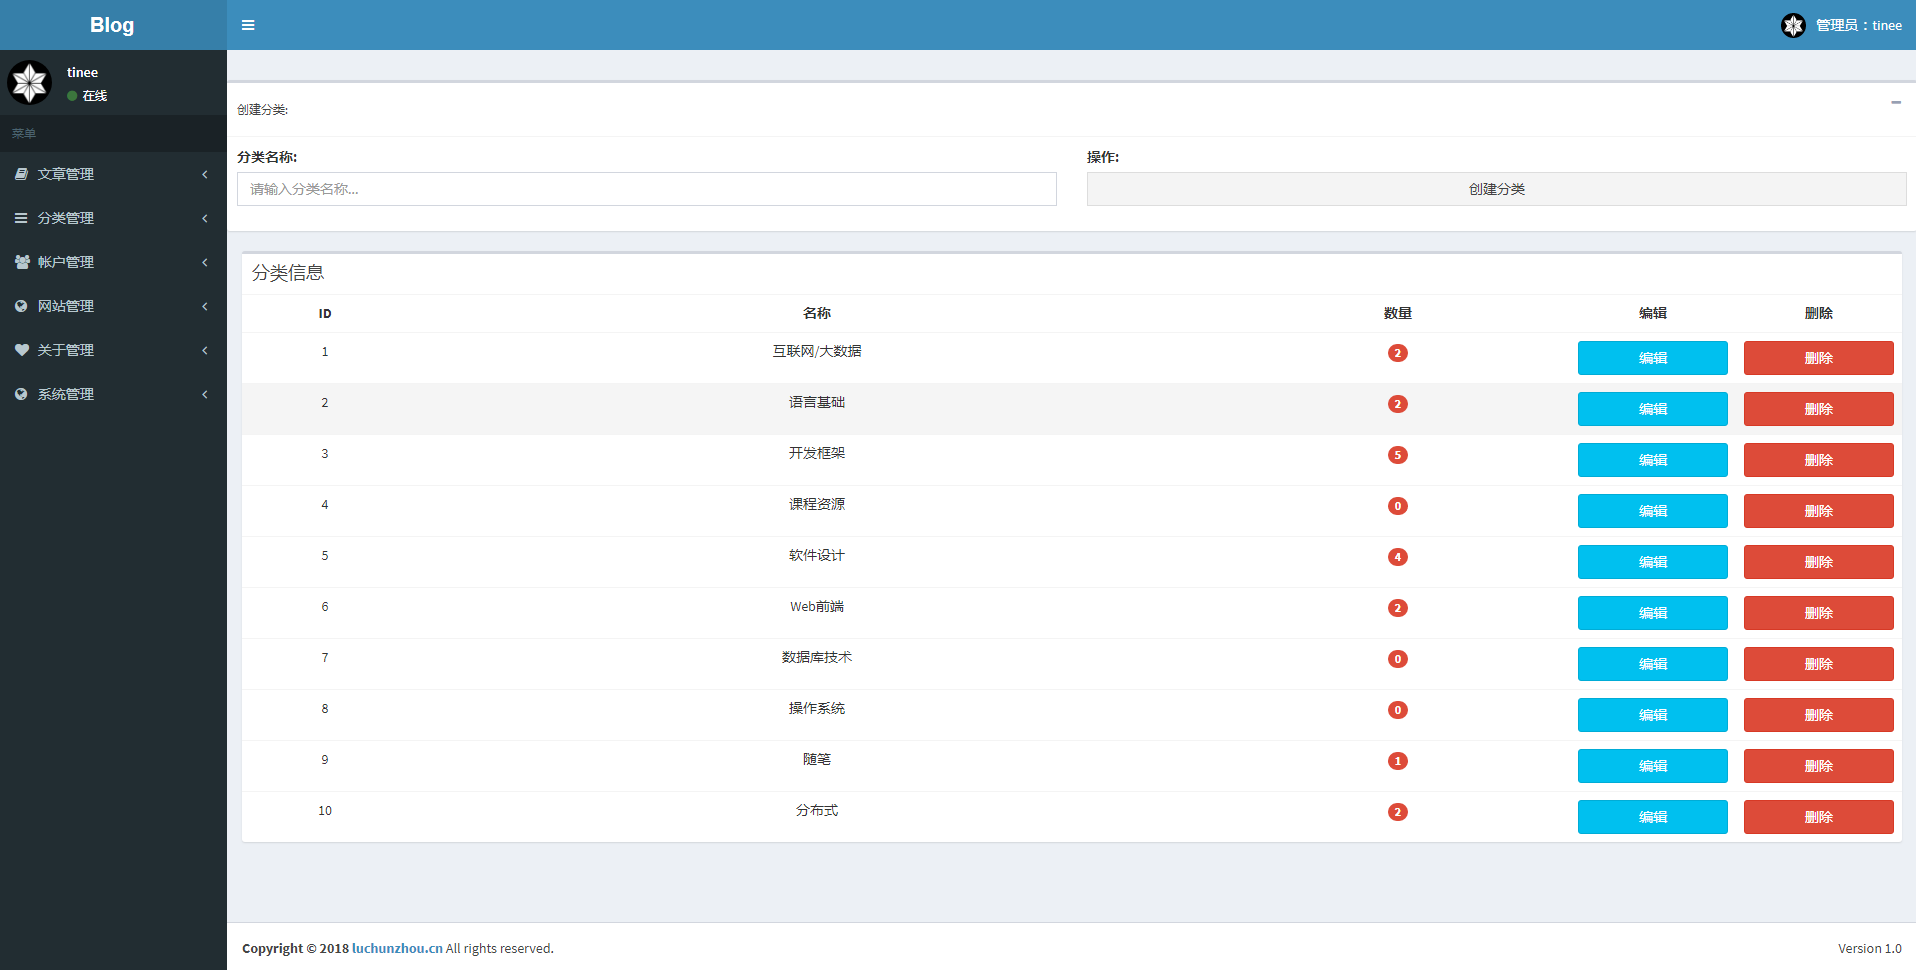 Blog
管理员：tinee
tinee
在线
菜单
文章管理
分类管理
帐户管理
网站管理
关于管理
系统管理
创建分类:
分类名称: 操作:
请输入分类名称... 创建分类
分类信息
ID 名称 数量 编辑 删除
1 互联网/大数据 2 编辑 删除
2 语言基础 2 编辑 删除
3 开发框架 5 编辑 删除
4 课程资源 0 编辑 删除
5 软件设计 4 编辑 删除
6 Web前端 2 编辑 删除
7 数据库技术 0 编辑 删除
8 操作系统 0 编辑 删除
9 随笔 1 编辑 删除
10 分布式 2 编辑 删除
Copyright © 2018 luchunzhou.cn All rights reserved. Version 1.0